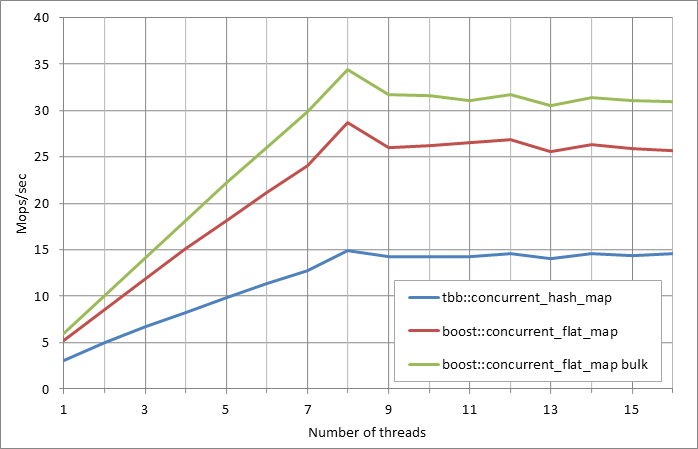 40
35
30
25
20
15
10
5
0
Mops/sec
tbb::concurrent_hash_map
boost::concurrent_flat_map
boost::concurrent_flat_map bulk
1 3 5 7 9 11 13 15
Number of threads